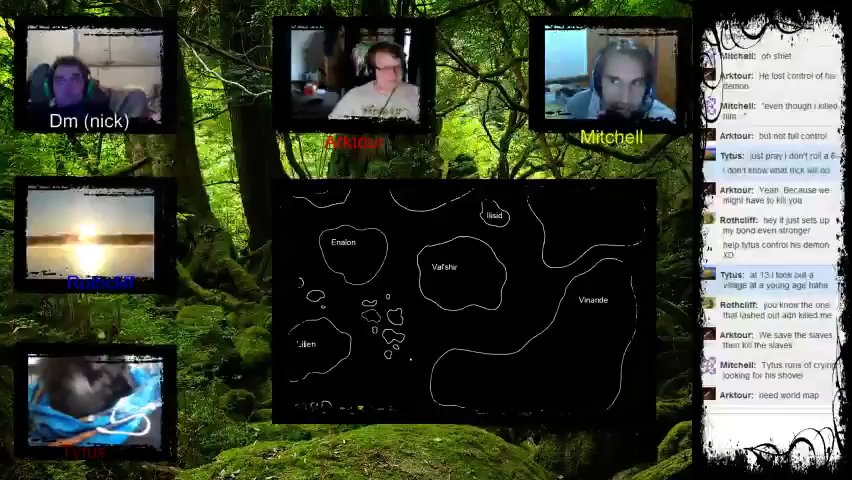 Dm (nick)
Arktour
Mitchell
Rothcliff
Tytus
Ilisid
Enalon
Vinande
Mitchell: oh shiet
Arktour: He lost control of his
demon
Mitchell: "even though i killed
him..."
Arktour: but not full control
Tytus: just pray I don't roll a 6
I don't know what nick will do
Arktour: Yeah. Because we
might have to kill you
Rothcliff: hey it just sets up
my bond even stronger
help tytus control his demon
XD
Tytus: at 13 i took out a
village at a young age haha
Rothcliff: you know the one
that lashed out adn killed me
Arktour: We save the slaves
then kill the slaves
Mitchell: Tytus runs of crying
looking for his shovel
Arktour: need world map